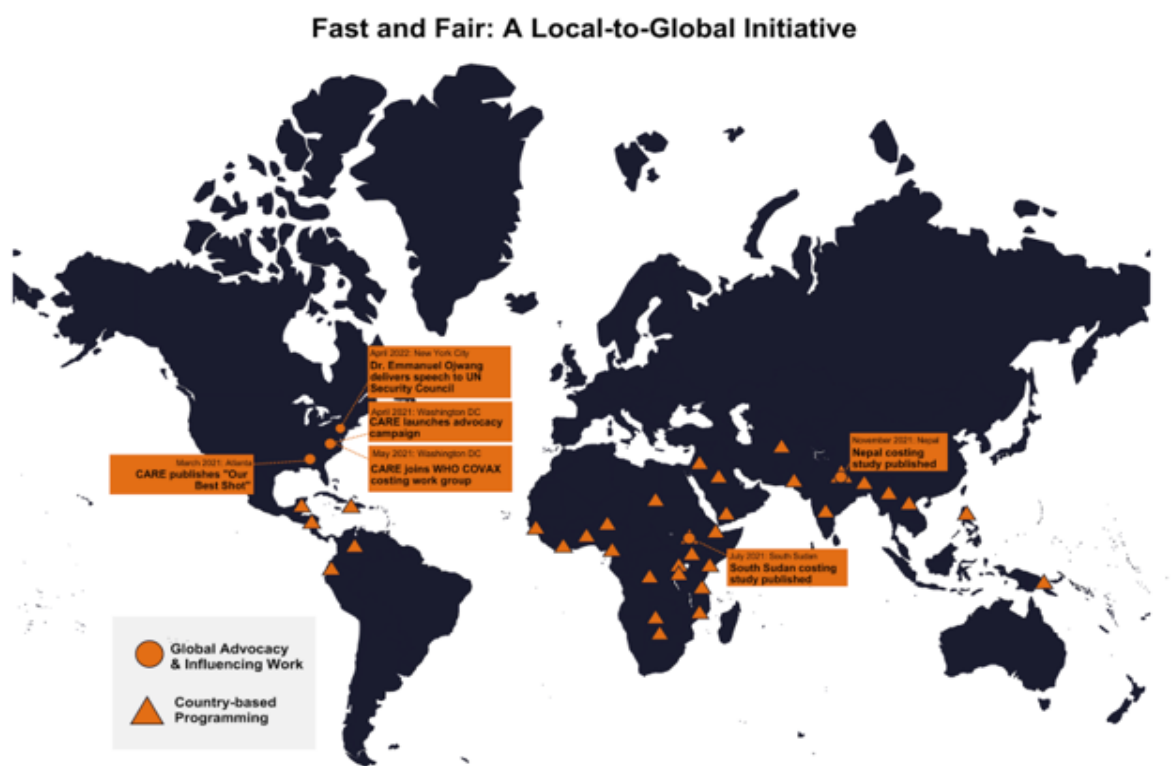 Fast and Fair: A Local-to-Global Initiative
April 2022: New York City
Dr. Emmanuel Ojwang
delivers speech to UN
Security Council
April 2021: Washington DC
CARE launches advocacy
campaign
May 2021: Washington DC
CARE joins WHO COVAX
costing work group
March 2021: Atlanta
CARE publishes "Our
Best Shot"
November 2021: Nepal
Nepal costing
study published
July 2021: South Sudan
South Sudan costing
study published
Global Advocacy
& Influencing Work
Country-based
Programming